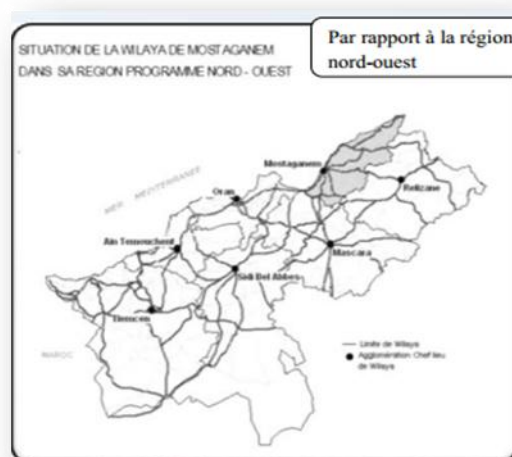 Par rapport à la région
nord-ouest
SITUATION DE LA WILAYA DE MOSTAGANEM
DANS SA REGION PROGRAMME NORD - OUEST
Mostaganem
MER MEDITERRANEE
Relizane
Oran
Ain Temouchent
Mascara
Sidi Bel Abbes
Tlemcen
MAROC
Limite de Wilaya
Agglomération Chef lieu
de Wilaya